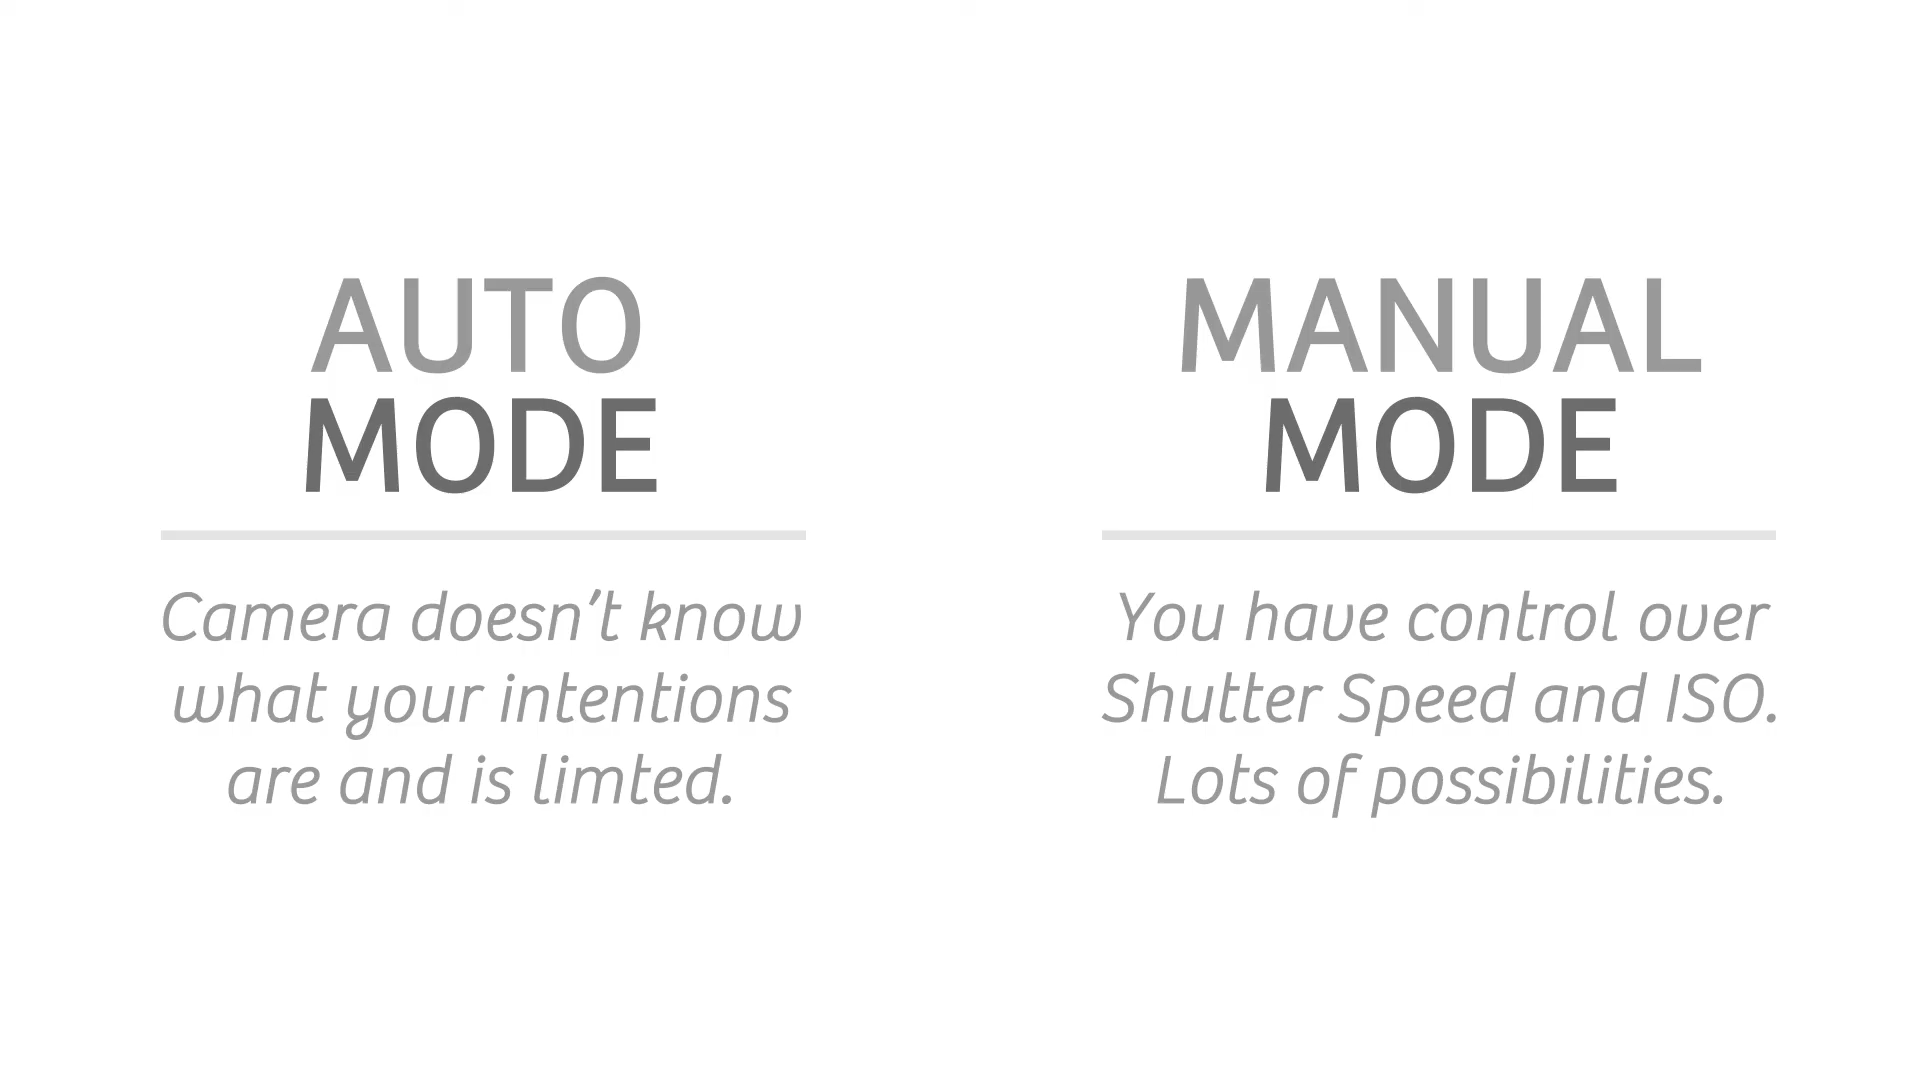 AUTO
MODE
Camera doesn’t know
what your intentions
are and is limted.
MANUAL
MODE
You have control over
Shutter Speed and ISO.
Lots of possibilities.